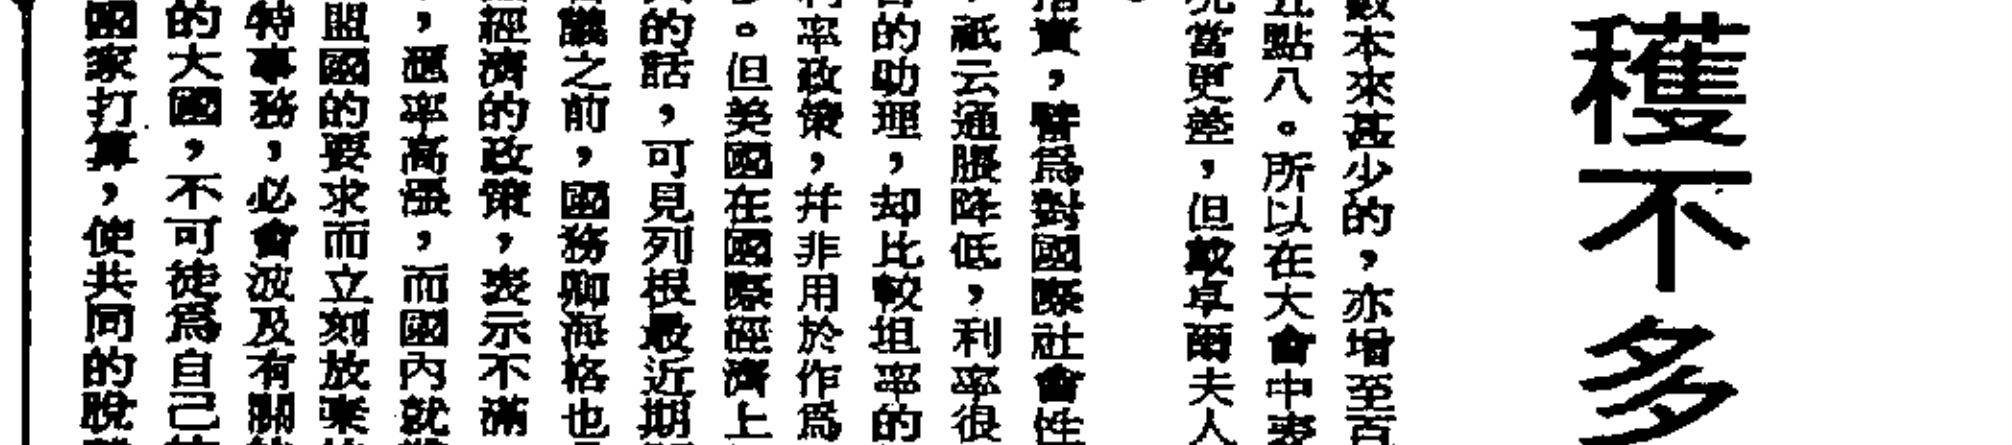 穫不多
數本來甚少的，亦增至百
五點八。所以在大會中表
況當更差，但戴卓爾夫人
。
指責，譬爲對國際社會性
，祇云通脹降低，利率很
者的助理，却比較坦率的
利率政策，幷非用於作爲
。但美國在國際經濟上
的話，可見列根最近期
議之前，國務卿海格也
經濟的政策，表示不滿
，滙率高漲，而國內就
盟國的要求而立刻放棄
特事務，必會波及有關
的大國，不可徒爲自己
國家打算，使共同的脫